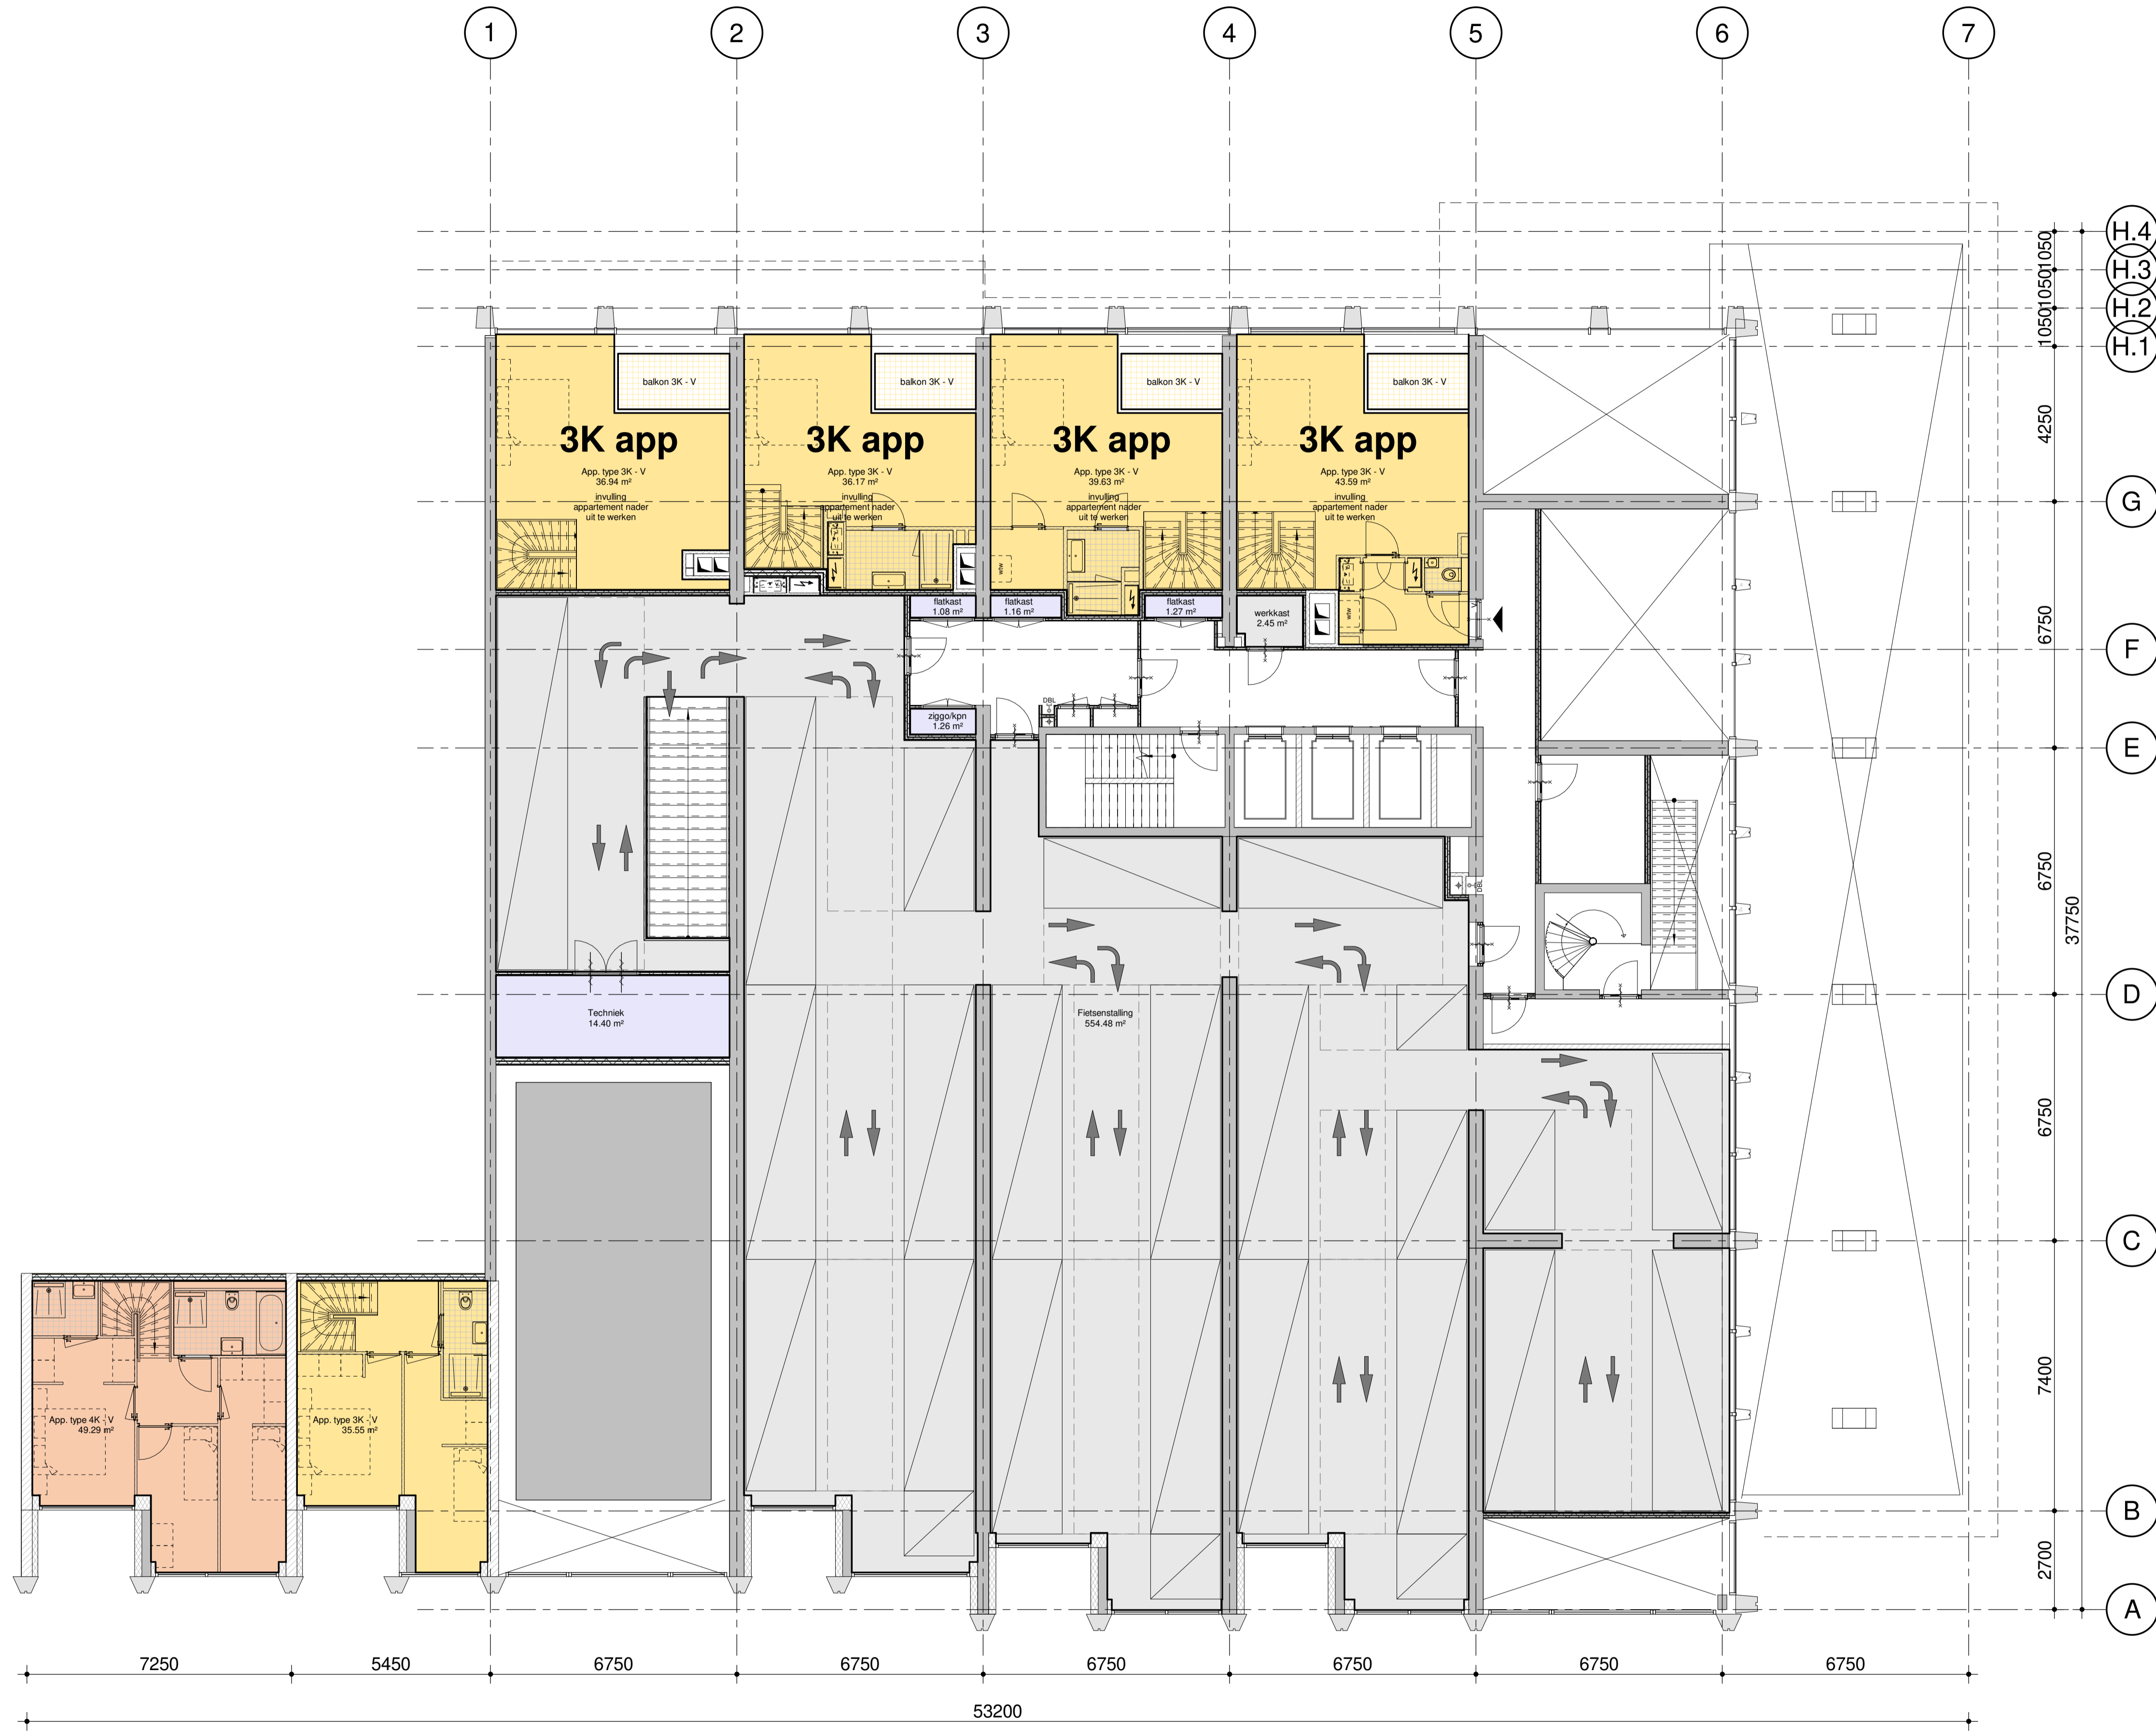 1
2
3
4
5
6
7
H.4
H.3
H.2
H.1
1050
1050
1050
balkon 3K - V
balkon 3K - V
balkon 3K - V
balkon 3K - V
3K app
3K app
3K app
3K app
4250
App. type 3K - V
36.94 m²
invulling
appartement nader
uit te werken
App. type 3K - V
36.17 m²
invulling
appartement nader
uit te werken
App. type 3K - V
39.63 m²
invulling
appartement nader
uit te werken
App. type 3K - V
43.59 m²
invulling
appartement nader
uit te werken
G
wtw
wtw
flatkast
1.08 m²
flatkast
1.16 m²
flatkast
1.27 m²
werkkast
2.45 m²
6750
F
DBL
ziggo/kpn
1.26 m²
E
6750
DBL
37750
D
Techniek
14.40 m²
Fietsenstalling
554.48 m²
6750
C
7400
App. type 4K - V
49.29 m²
App. type 3K - V
35.55 m²
B
2700
A
7250
5450
6750
6750
6750
6750
6750
6750
53200